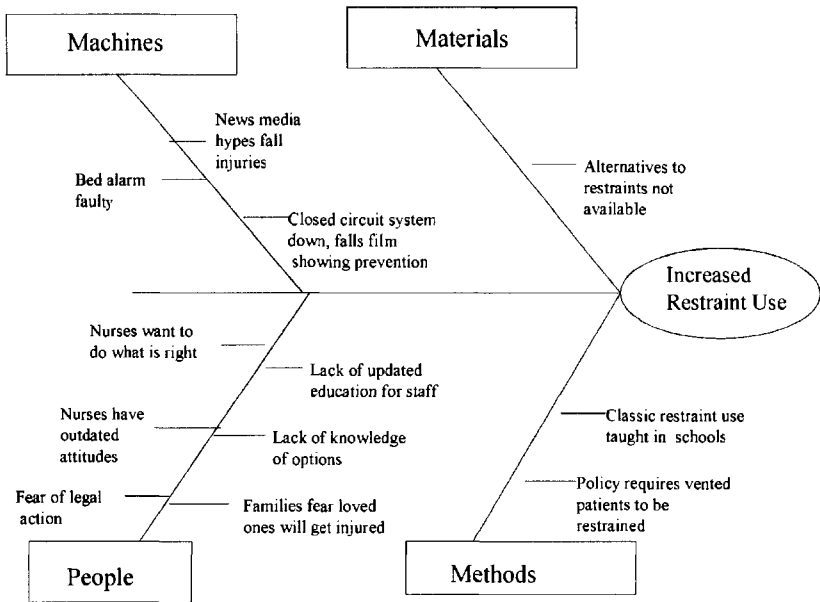 Machines
Materials
News media
hypes fall
injuries
Bed alarm
faulty
Closed circuit system
down, falls film
showing prevention
Alternatives to
restraints not
available
Increased
Restraint Use
Nurses want to
do what is right
Lack of updated
education for staff
Nurses have
outdated
attitudes
Lack of knowledge
of options
Fear of legal
action
Families fear loved
ones will get injured
Classic restraint use
taught in schools
Policy requires vented
patients to be
restrained
People
Methods